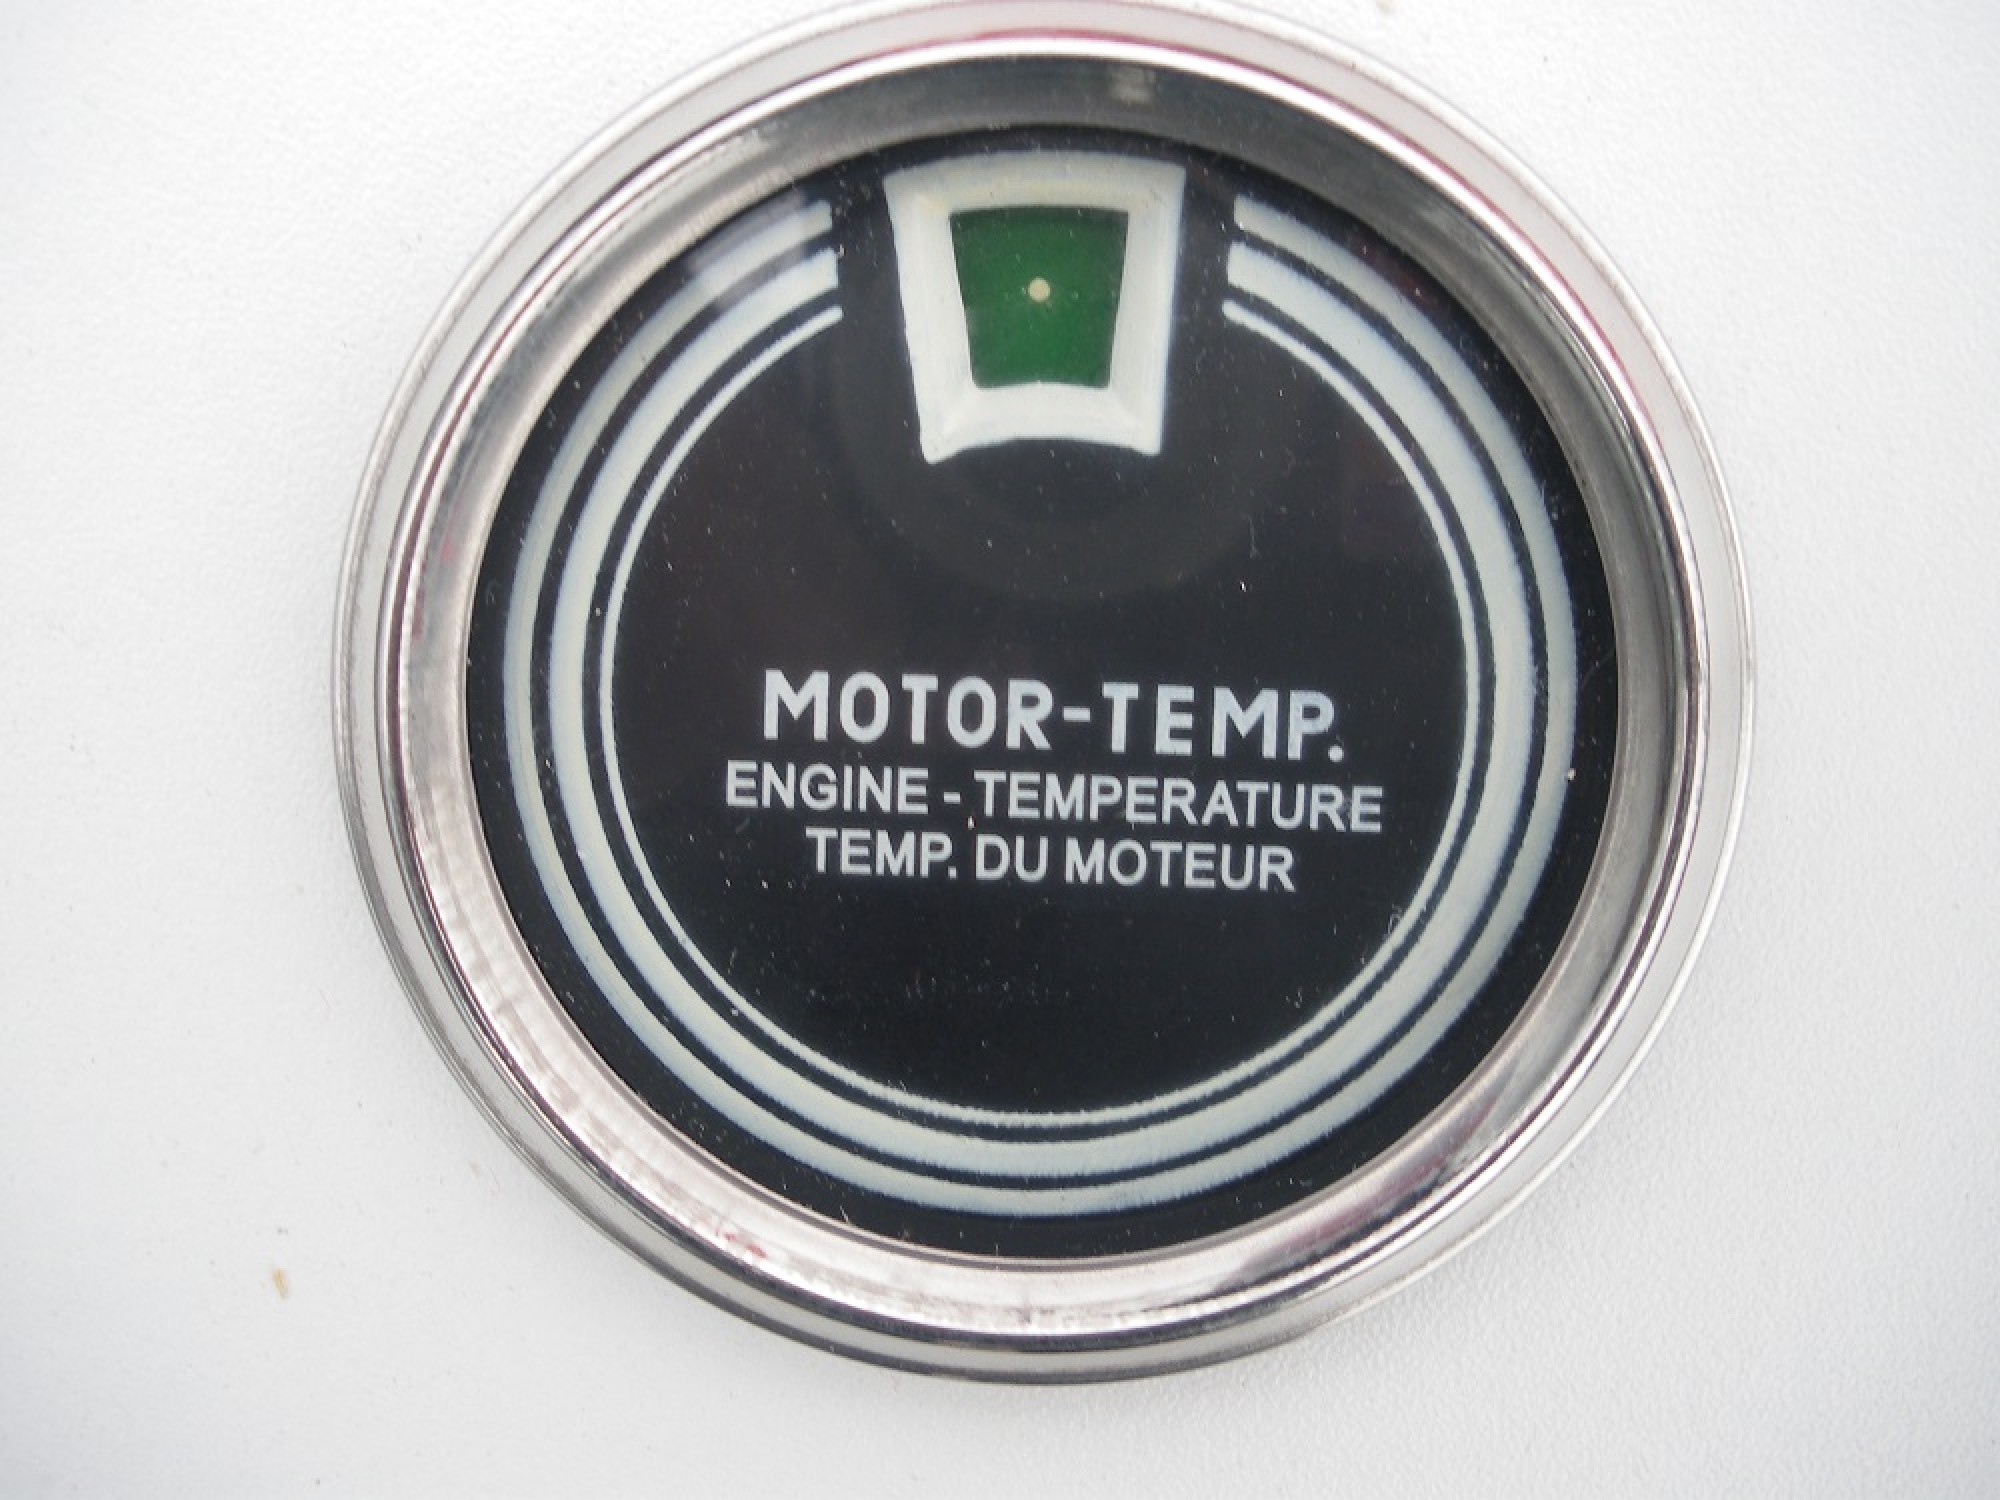 MOTOR-TEMP.
ENGINE - TEMPERATURE
TEMP. DU MOTEUR